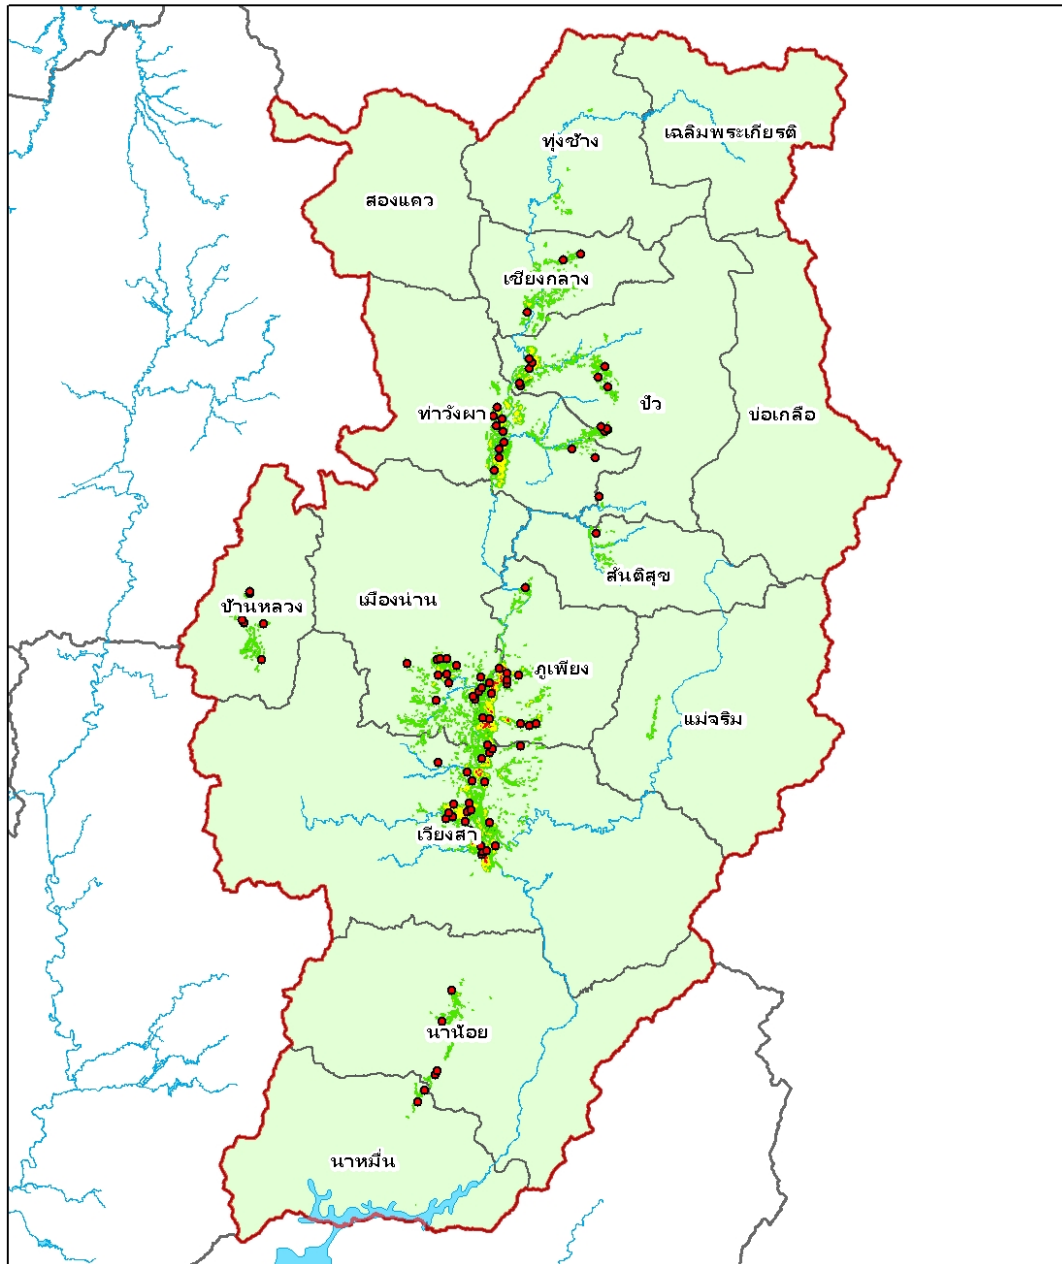 เฉลิมพระเกียรติ
ทุ่งช้าง
สองแคว
เชียงกลาง
ปัว
ท่าวังผา
บ่อเกลือ
สันติสุข
เมืองน่าน
บ้านหลวง
ภูเพียง
แม่จริม
เวียงสา
นาน้อย
นาหมื่น